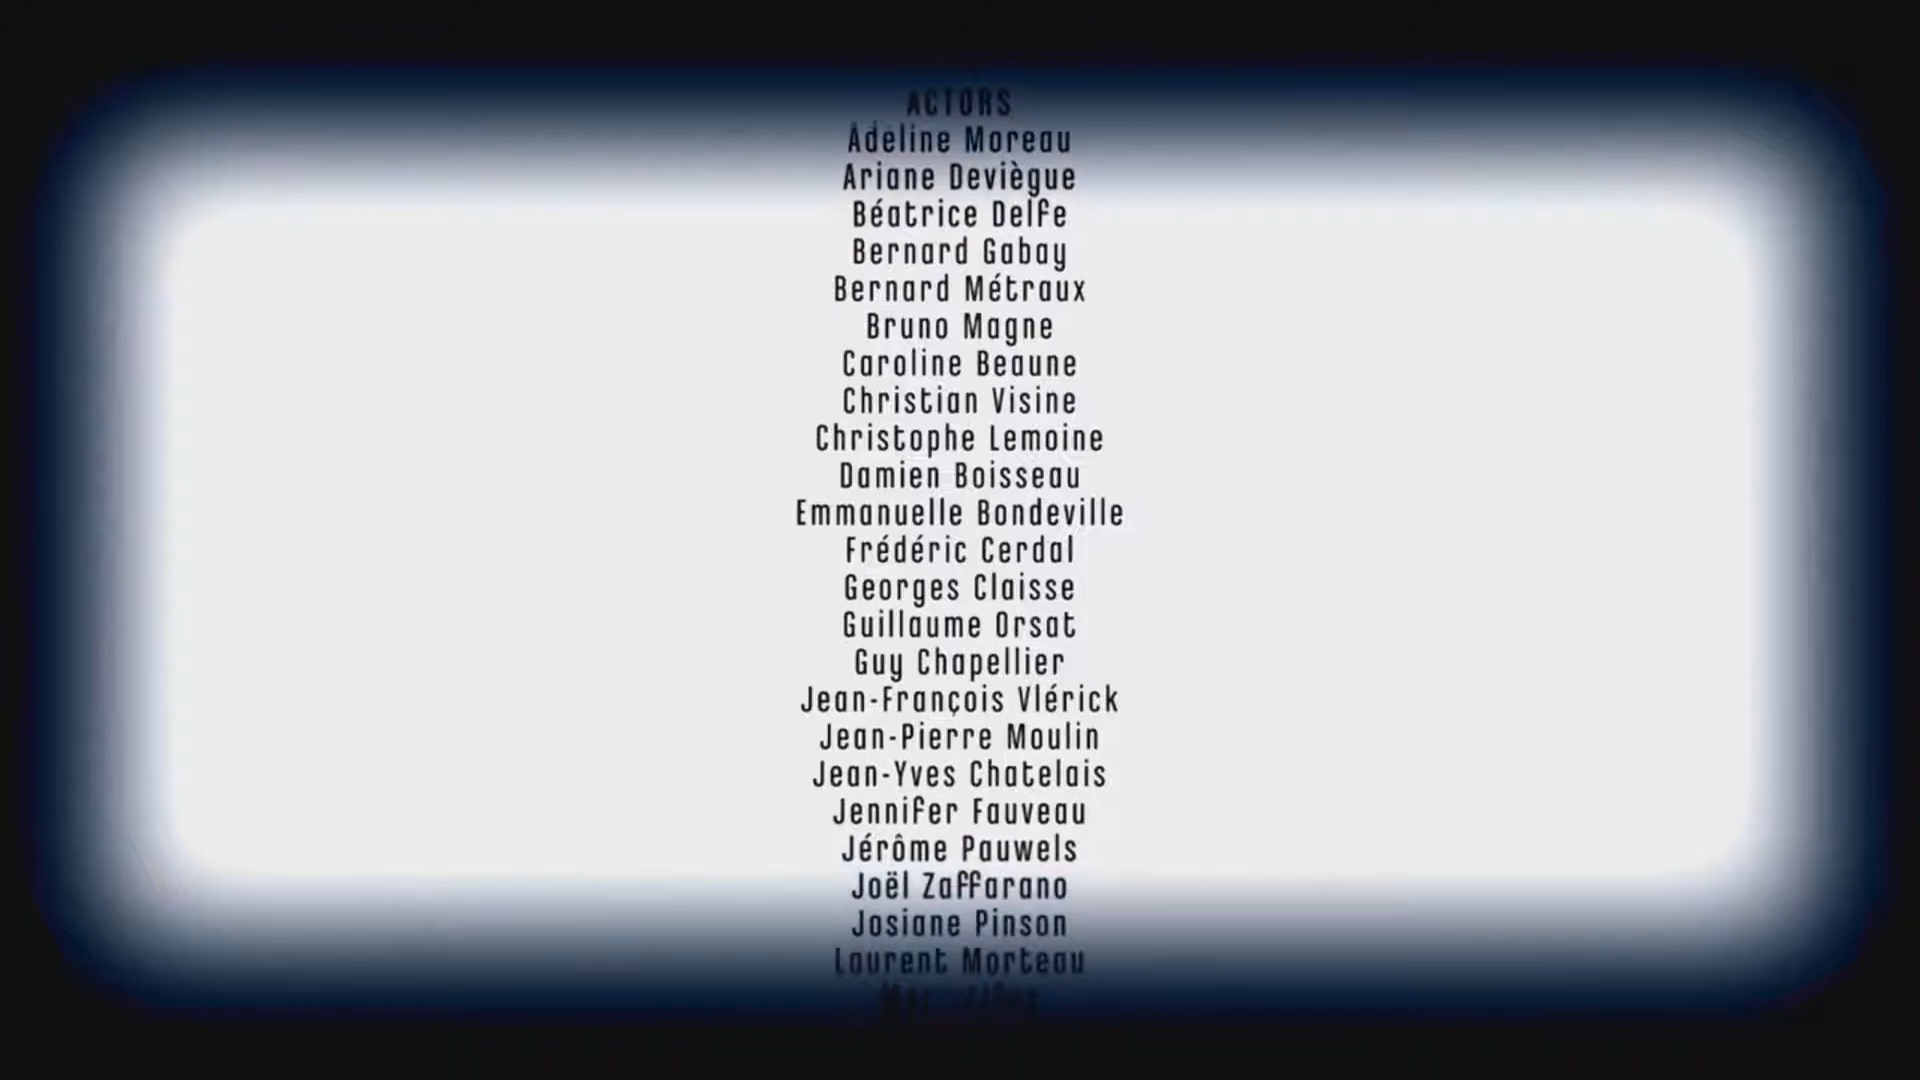 ACTORS
Adeline Moreau
Ariane Deviègue
Béatrice Delfe
Bernard Gabay
Bernard Métraux
Bruno Magne
Caroline Beaune
Christian Visine
Christophe Lemoine
Damien Boisseau
Emmanuelle Bondeville
Frédéric Cerdal
Georges Claisse
Guillaume Orsat
Guy Chapellier
Jean-François Vlérick
Jean-Pierre Moulin
Jean-Yves Chatelais
Jennifer Fauveau
Jérôme Pauwels
Joël Zaffarano
Josiane Pinson
Laurent Morteau